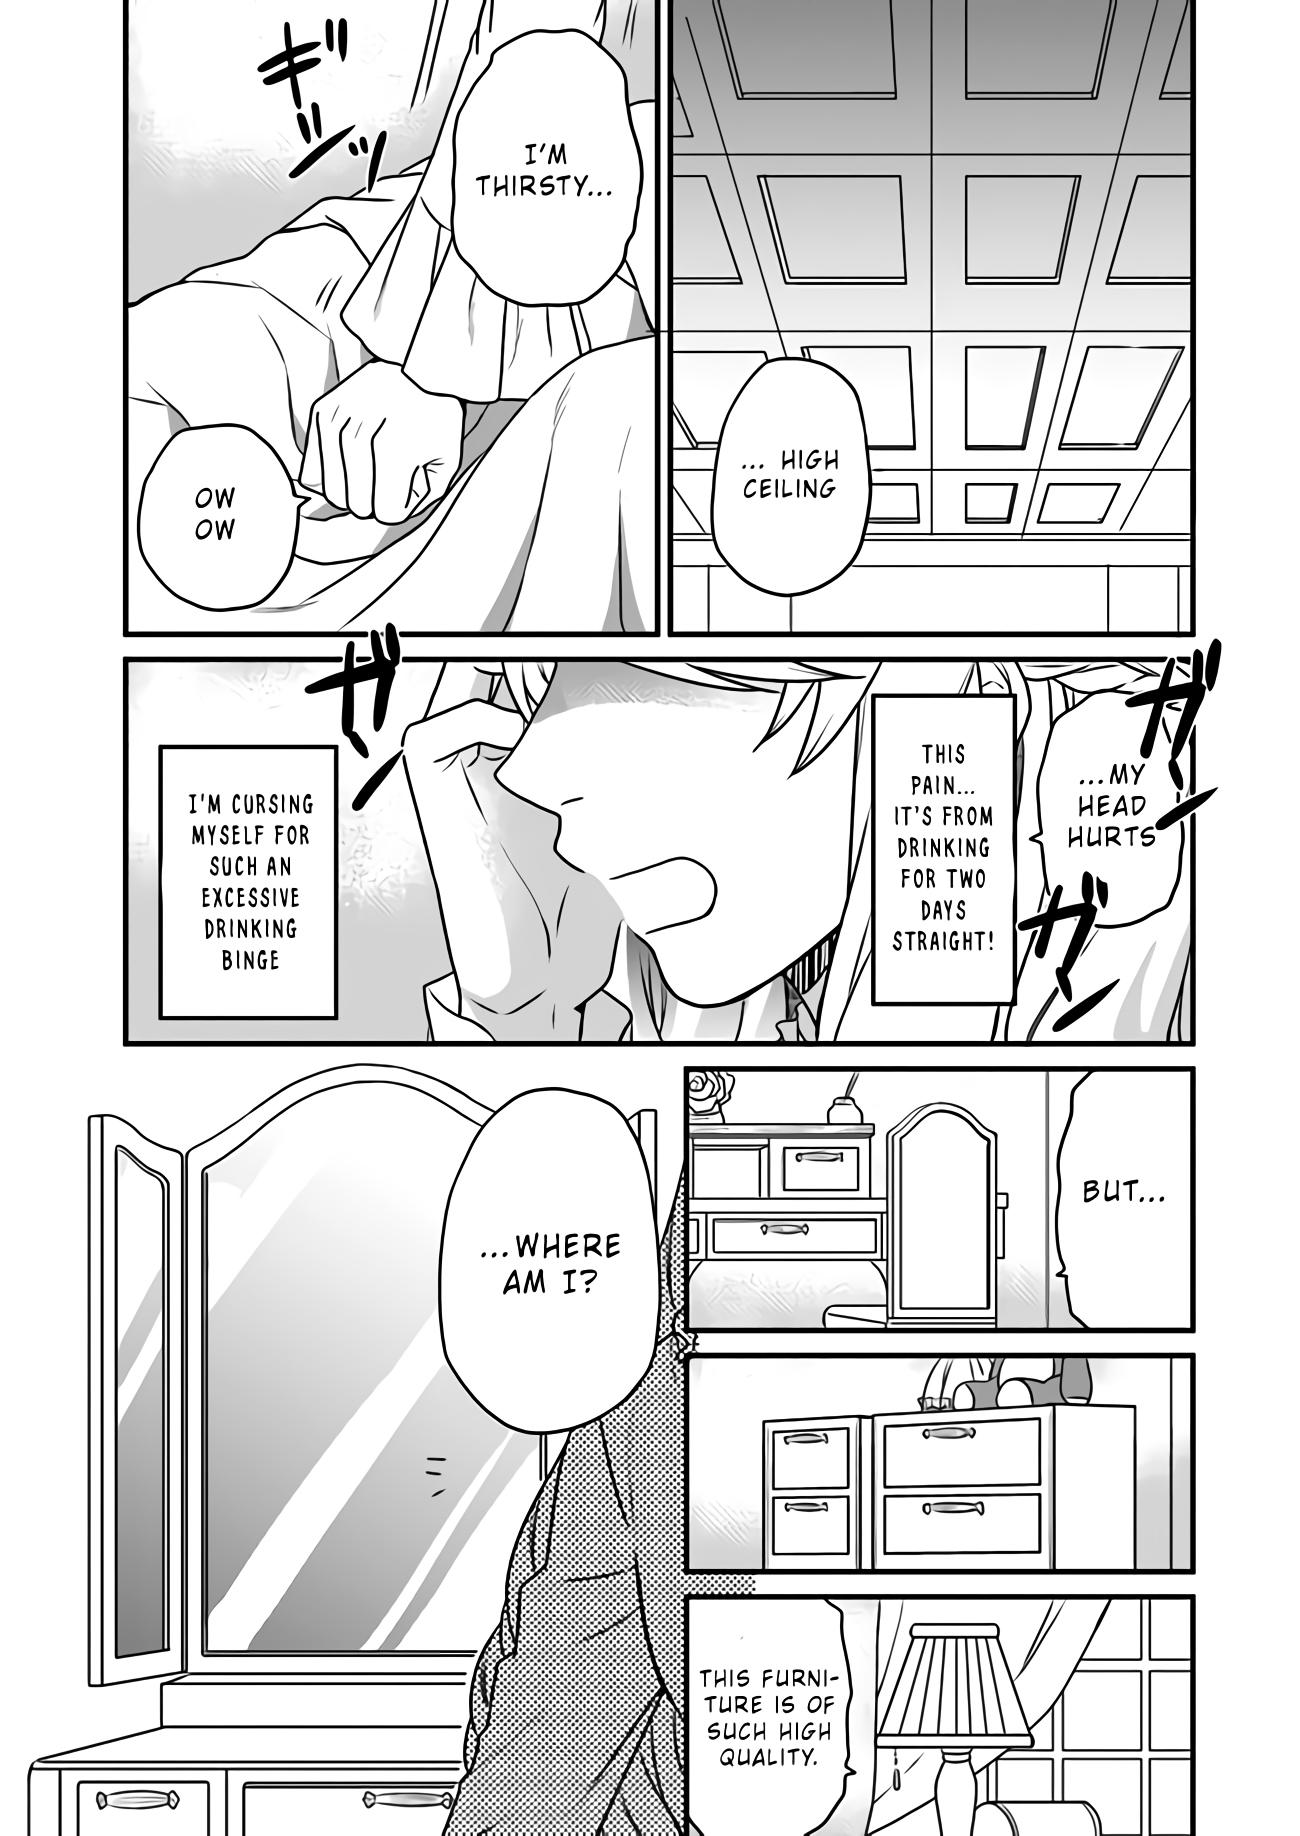 ... HIGH
CEILING
I'M
THIRSTY...
ギシッ
OW
OW
...MY
HEAD
HURTS
ガン
ガン
THIS
PAIN...
IT'S FROM
DRINKING
FOR TWO
DAYS
STRAIGHT!
ガン
I'M CURSING
MYSELF FOR
SUCH AN
EXCESSIVE
DRINKING
BINGE
BUT...
THIS FURNI-
TURE IS OF
SUCH HIGH
QUALITY.
...WHERE
AM I?